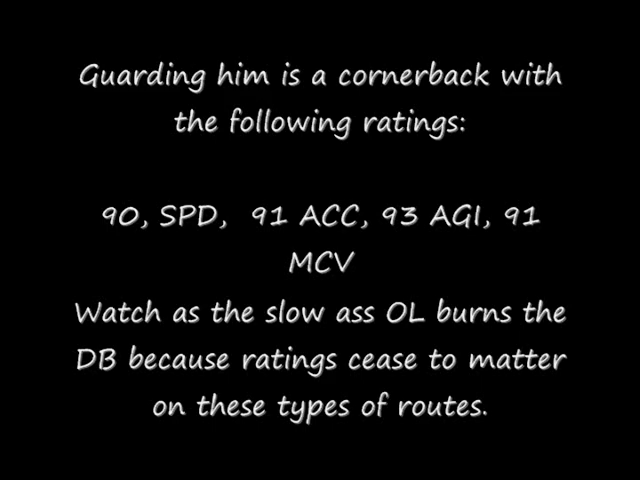 Guarding him is a cornerback with
the following ratings:
90, SPD, 91 ACC, 93 AGI, 91
MCV
Watch as the slow ass OL burns the
DB because ratings cease to matter
on these types of routes.